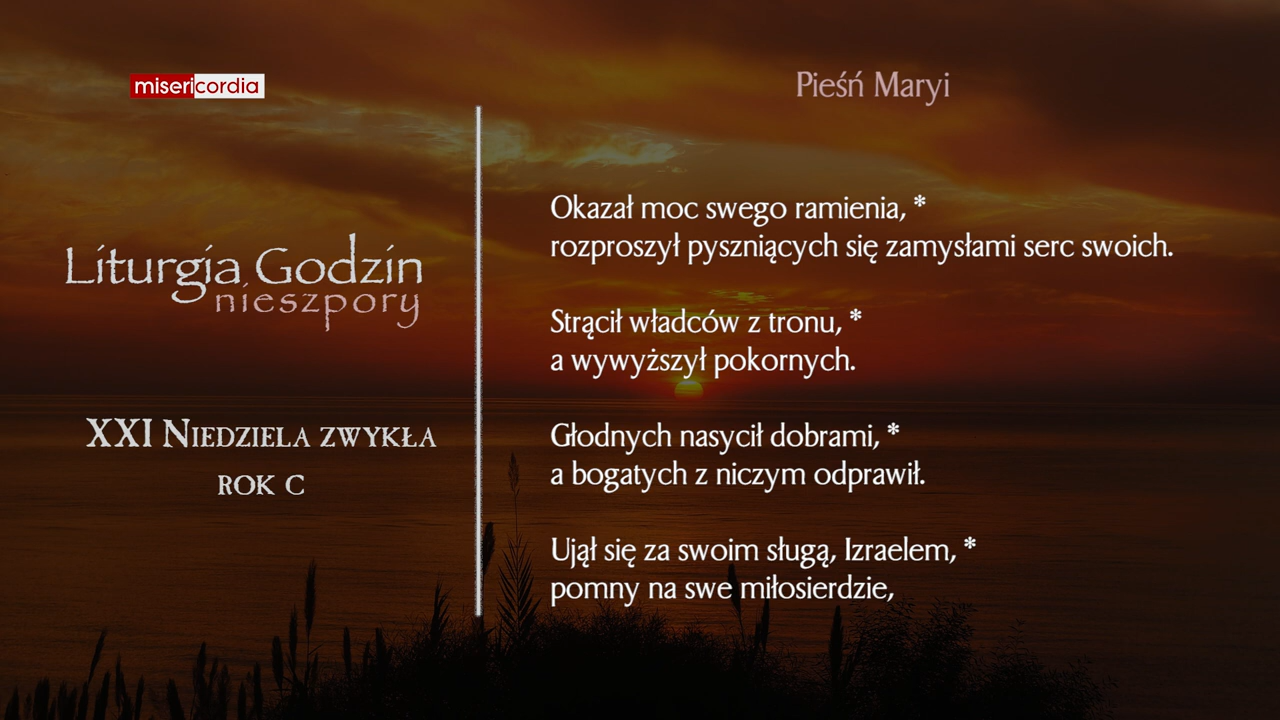 misericordia
Liturgia Godzin
nieszpory
XXI Niedziela zwykła
rok C
Pieśń Maryi
Okazał moc swego ramienia, *
rozproszył pyszniących się zamysłami serc swoich.
Strącił władców z tronu, *
a wywyższył pokornych.
Głodnych nasycił dobrami, *
a bogatych z niczym odprawił.
Ujął się za swoim sługą, Izraelem, *
pomny na swe miłosierdzie,